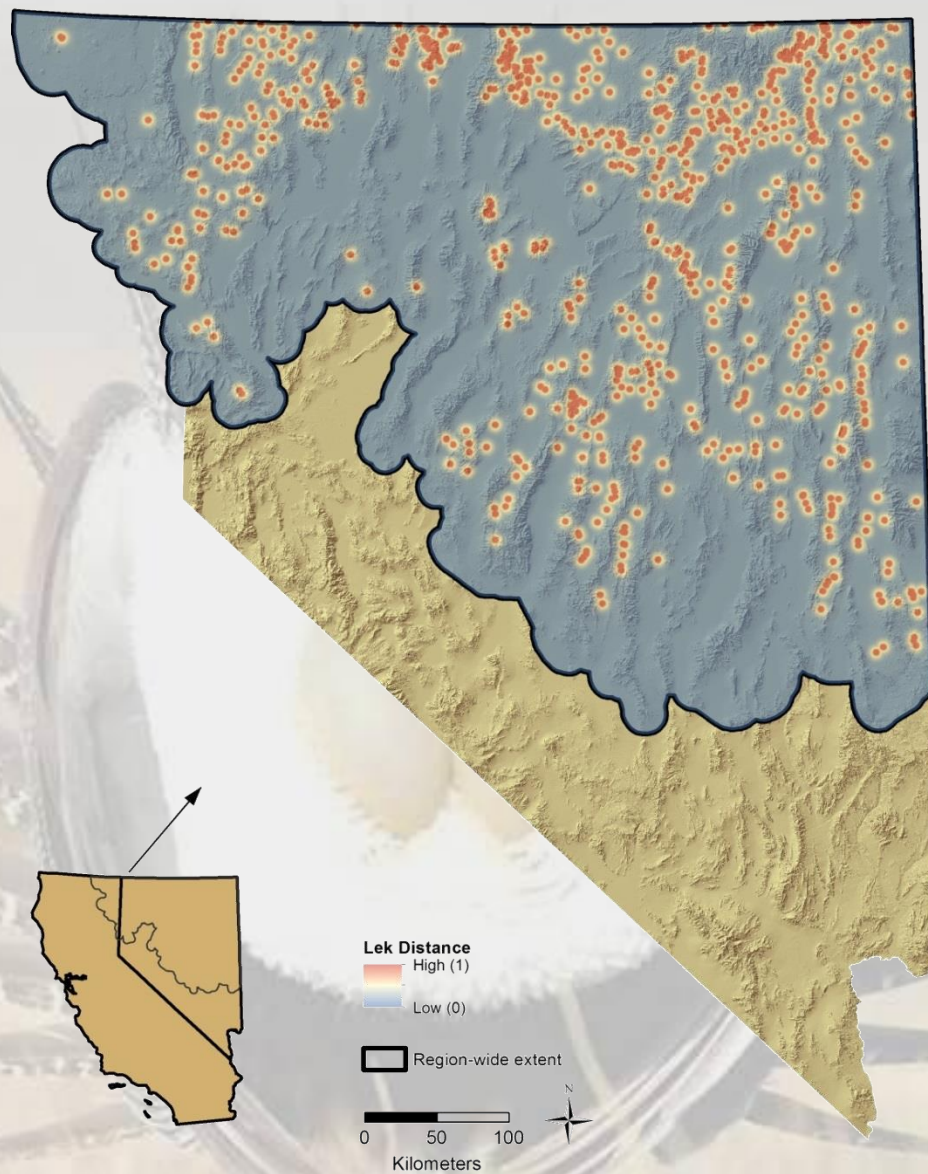 Lek Distance
High (1)
Low (0)
Region-wide extent
N
0 50 100
Kilometers